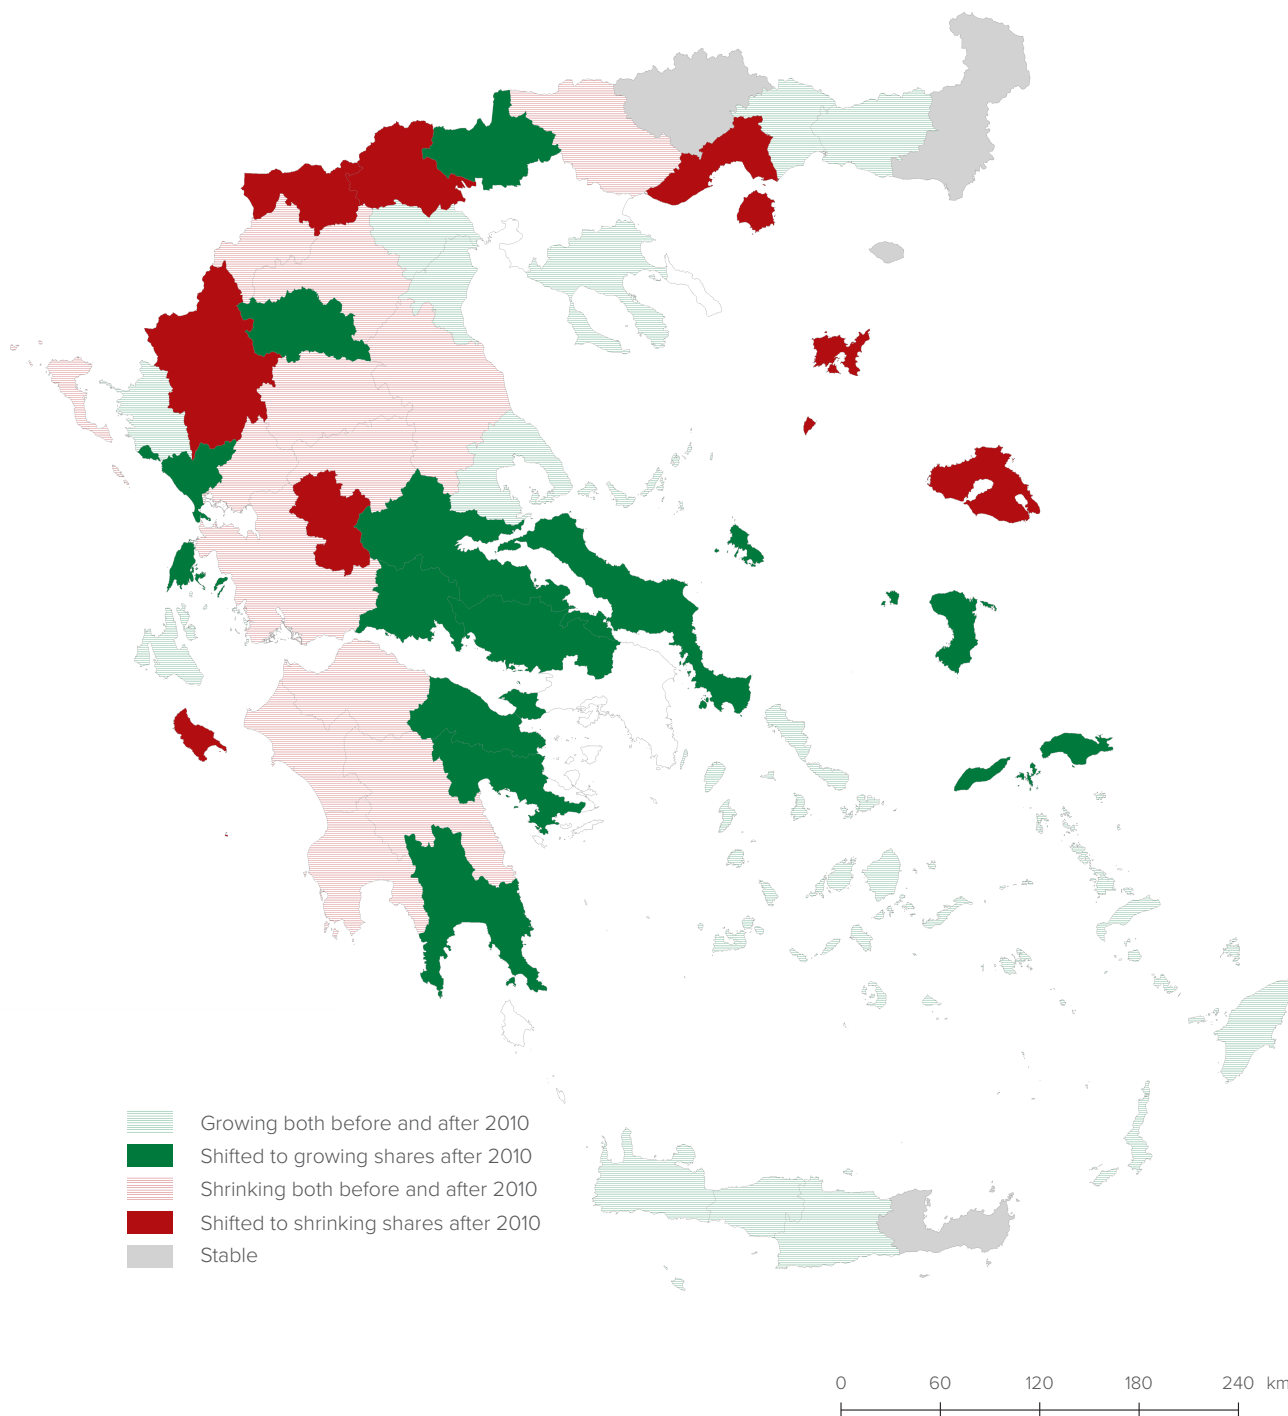 Growing both before and after 2010
Shifted to growing shares after 2010
Shrinking both before and after 2010
Shifted to shrinking shares after 2010
Stable
0 60 120 180 240 km